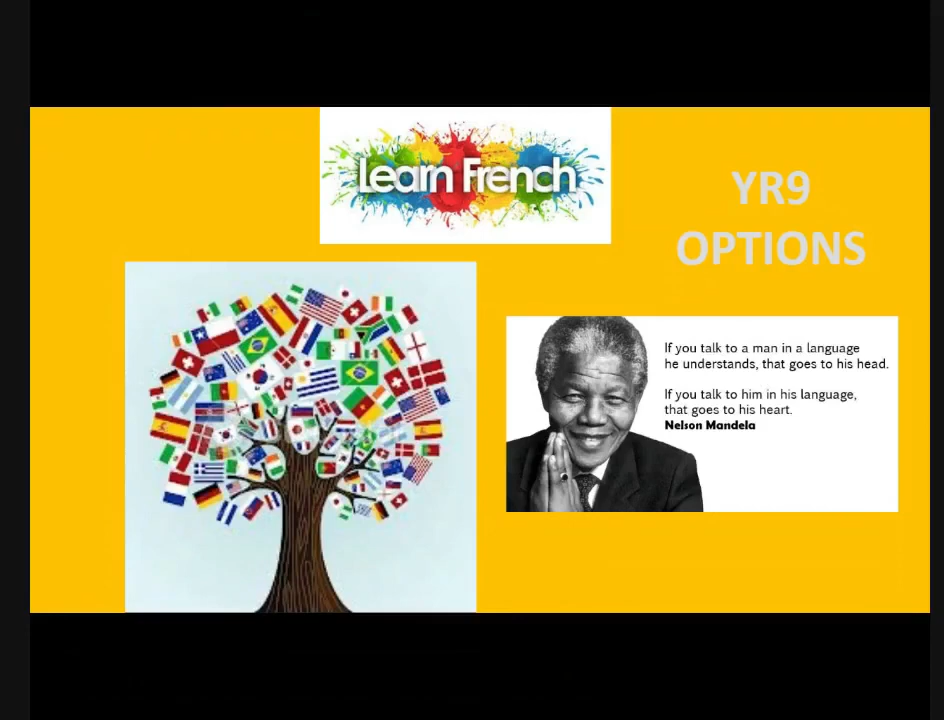 Learn French
YR9
OPTIONS
If you talk to a man in a language
he understands, that goes to his head.
If you talk to him in his language,
that goes to his heart.
Nelson Mandela